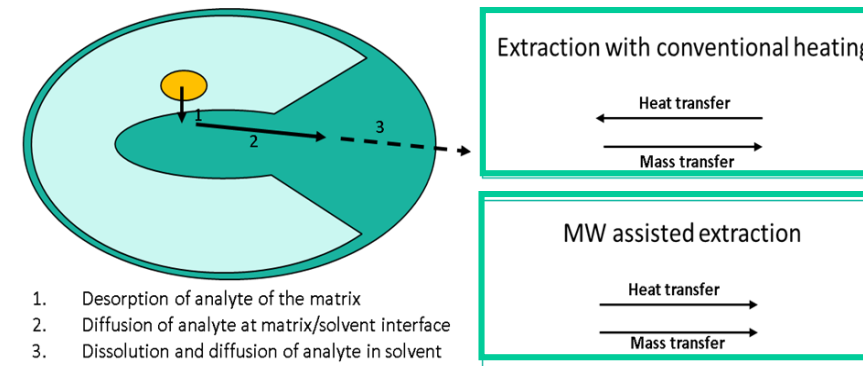 1
2
3
1. Desorption of analyte of the matrix
2. Diffusion of analyte at matrix/solvent interface
3. Dissolution and diffusion of analyte in solvent
Extraction with conventional heating
Heat transfer
Mass transfer
MW assisted extraction
Heat transfer
Mass transfer